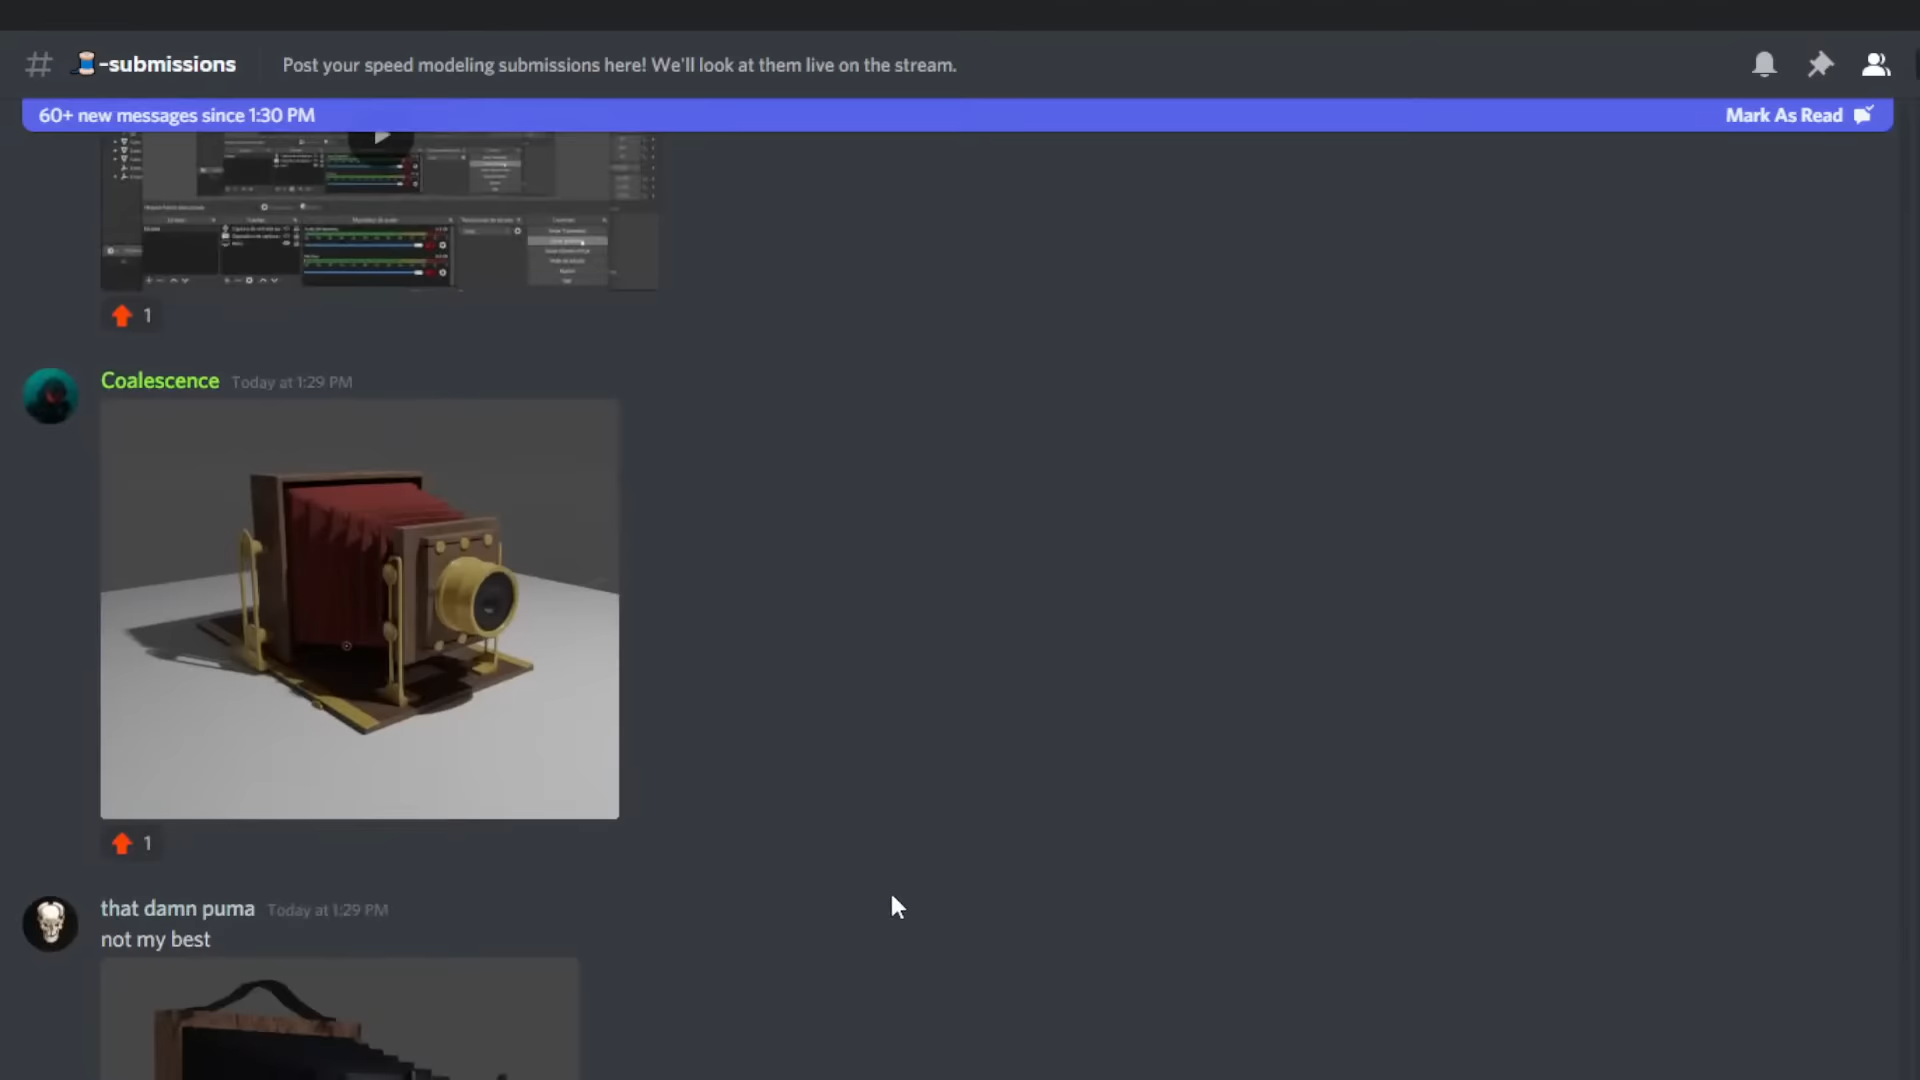 -submissions
Post your speed modeling submissions here! We'll look at them live on the stream.
60+ new messages since 1:30 PM
Mark As Read
1
Coalescence Today at 1:29 PM
1
that damn puma Today at 1:29 PM
not my best